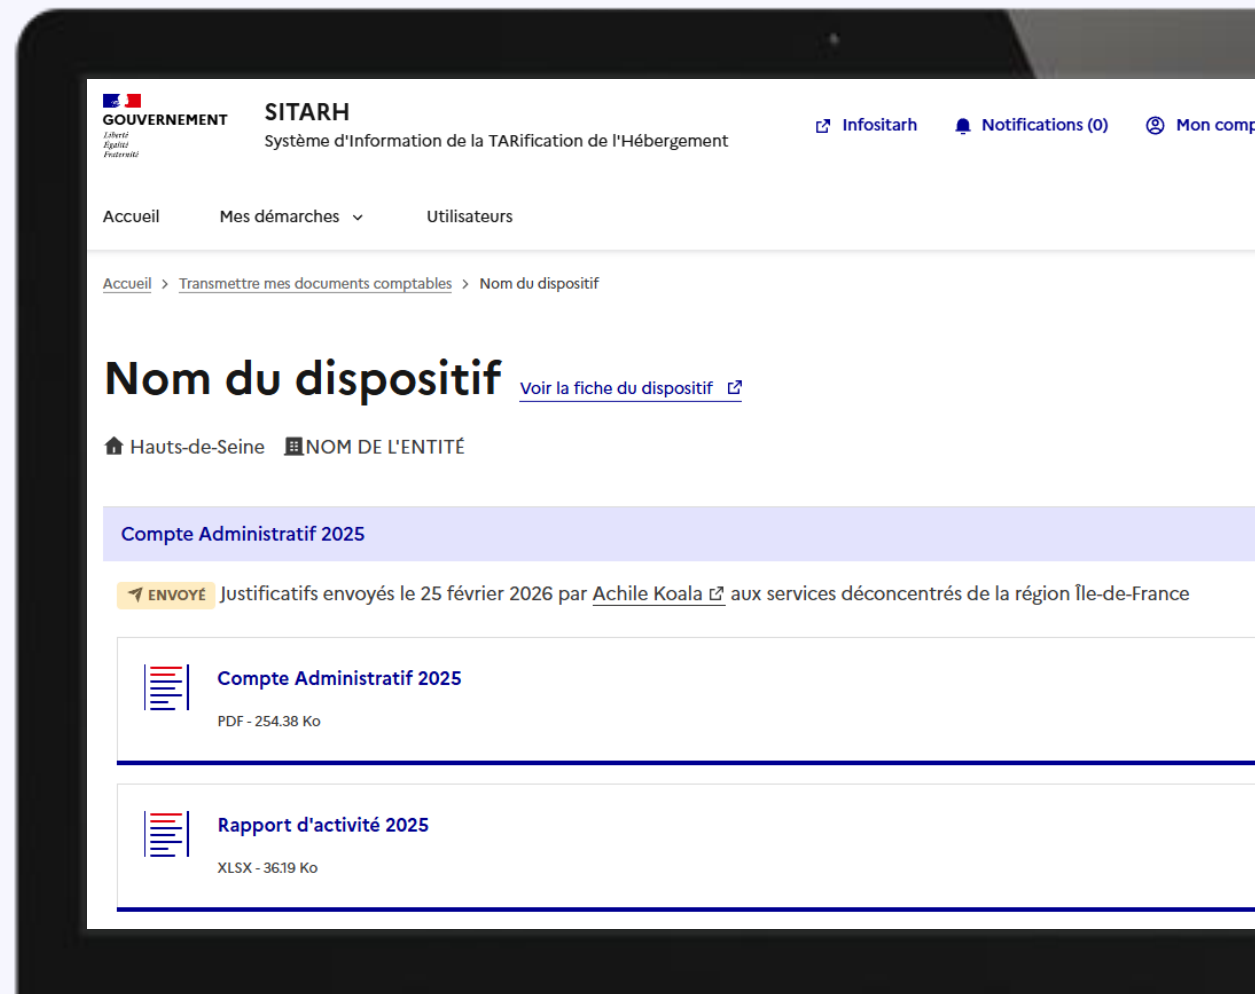 GOUVERNEMENT
Liberté
Égalité
Fraternité
SITARH
Système d'Information de la TARification de l'Hébergement
Infositarh
Notifications (0)
Mon comp
Accueil
Mes démarches
Utilisateurs
Accueil > Transmettre mes documents comptables > Nom du dispositif
Nom du dispositif Voir la fiche du dispositif
Hauts-de-Seine NOM DE L'ENTITÉ
Compte Administratif 2025
ENVOYÉ Justificatifs envoyés le 25 février 2026 par Achile Koala aux services déconcentrés de la région Île-de-France
Compte Administratif 2025
PDF - 254.38 Ko
Rapport d'activité 2025
XLSX - 36.19 Ko